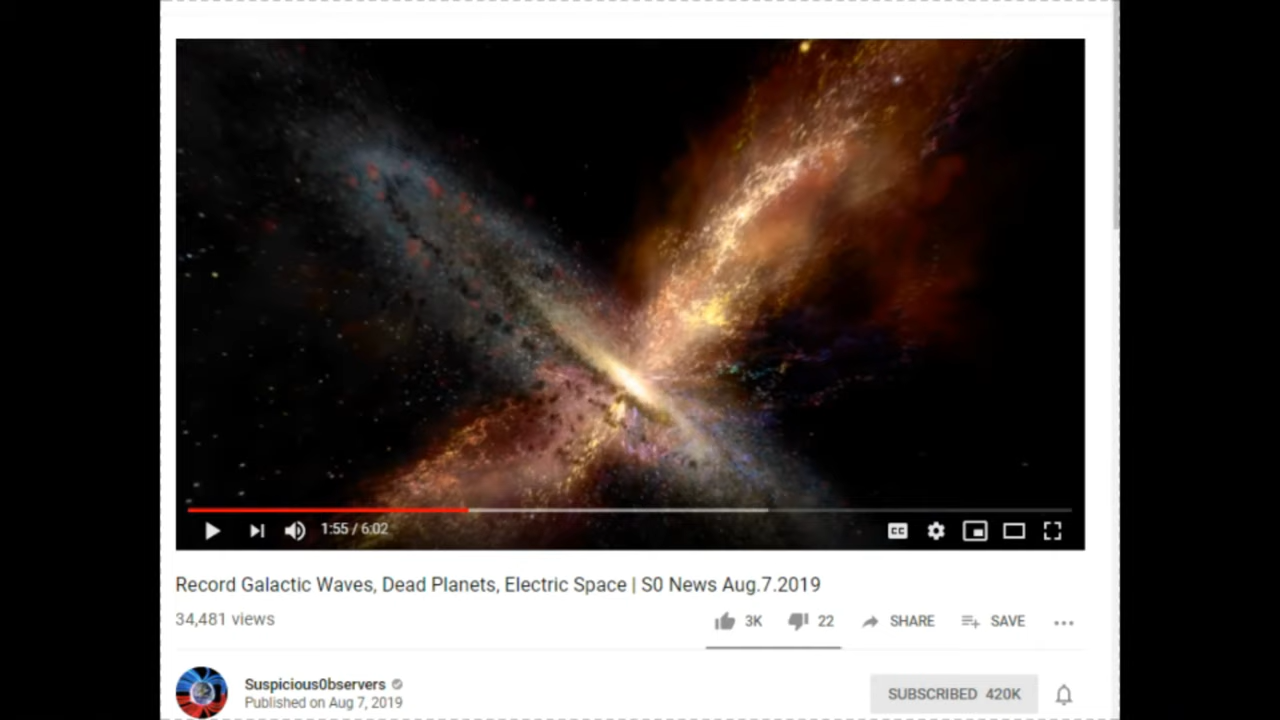 1:55 / 6:02
CC
Record Galactic Waves, Dead Planets, Electric Space | S0 News Aug.7.2019
34,481 views
3K
22
SHARE
SAVE
Suspicious0bservers
Published on Aug 7, 2019
SUBSCRIBED 420K